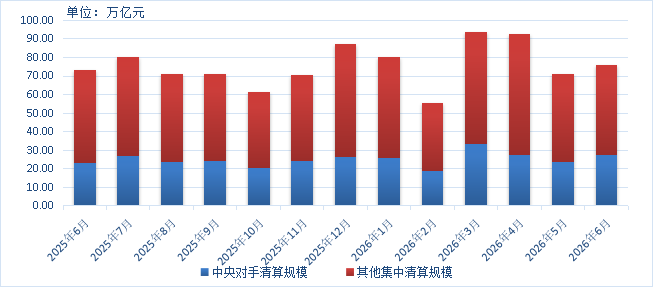 单位：万亿元
100.00
90.00
80.00
70.00
60.00
50.00
40.00
30.00
20.00
10.00
0.00
2025年6月
2025年7月
2025年8月
2025年9月
2025年10月
2025年11月
2025年12月
2026年1月
2026年2月
2026年3月
2026年4月
2026年5月
2026年6月
中央对手清算规模
其他集中清算规模